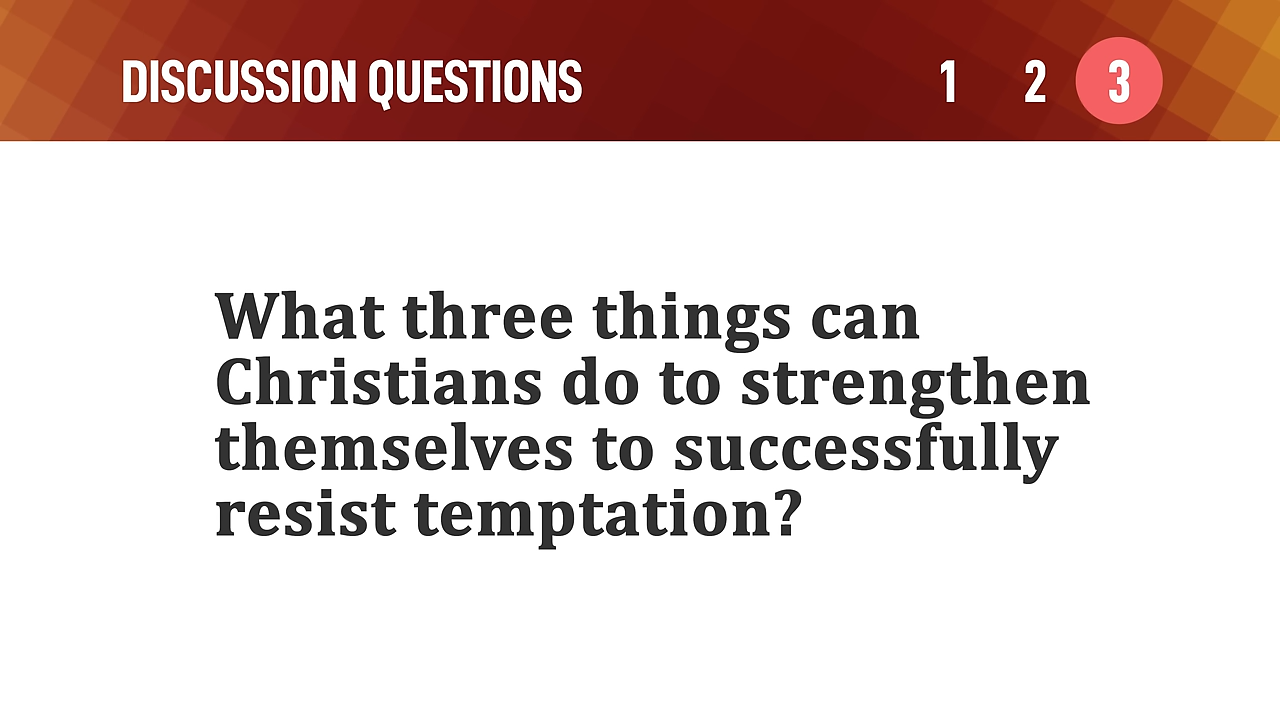 DISCUSSION QUESTIONS 1 2 3
What three things can
Christians do to strengthen
themselves to successfully
resist temptation?